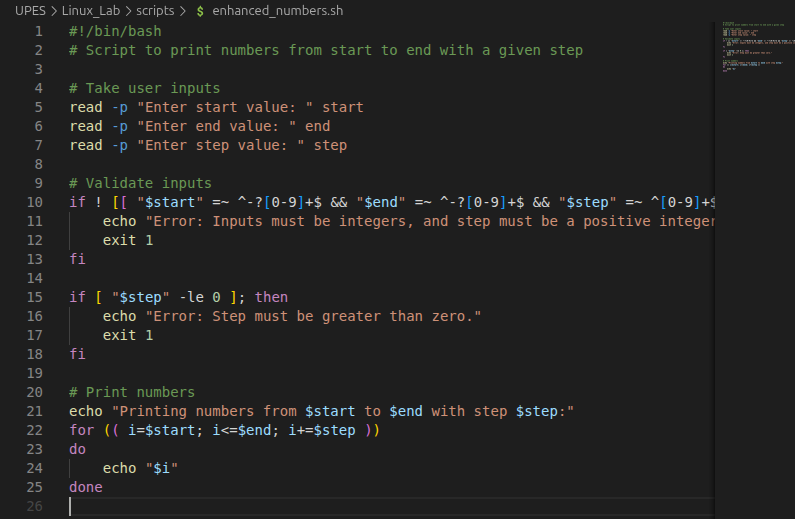 UPES > Linux_Lab > scripts > $ enhanced_numbers.sh
1 #!/bin/bash
2 # Script to print numbers from start to end with a given step
3
4 # Take user inputs
5 read -p "Enter start value: " start
6 read -p "Enter end value: " end
7 read -p "Enter step value: " step
8
9 # Validate inputs
10 if ! [[ "$start" =~ ^-?[0-9]+$ && "$end" =~ ^-?[0-9]+$ && "$step" =~ ^[0-9]+$
11     echo "Error: Inputs must be integers, and step must be a positive integer
12     exit 1
13 fi
14
15 if [ "$step" -le 0 ]; then
16     echo "Error: Step must be greater than zero."
17     exit 1
18 fi
19
20 # Print numbers
21 echo "Printing numbers from $start to $end with step $step:"
22 for (( i=$start; i<=$end; i+=$step ))
23 do
24     echo "$i"
25 done
26